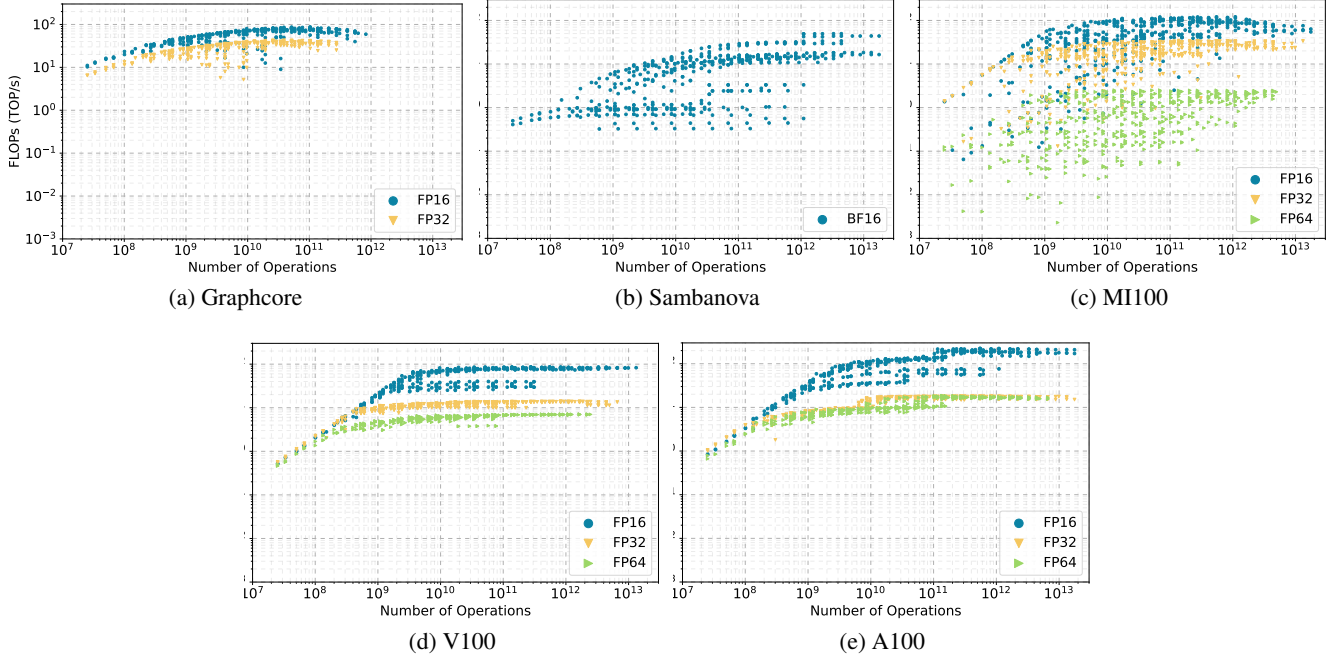 10²
10¹
10⁰
10⁻¹
10⁻²
10⁻³
FLOPs (TOP/s)
FP16
FP32
10⁷ 10⁸ 10⁹ 10¹⁰ 10¹¹ 10¹² 10¹³
Number of Operations
(a) Graphcore
BF16
10⁷ 10⁸ 10⁹ 10¹⁰ 10¹¹ 10¹² 10¹³
Number of Operations
(b) Sambanova
FP16
FP32
FP64
10⁷ 10⁸ 10⁹ 10¹⁰ 10¹¹ 10¹² 10¹³
Number of Operations
(c) MI100
FP16
FP32
FP64
10⁷ 10⁸ 10⁹ 10¹⁰ 10¹¹ 10¹² 10¹³
Number of Operations
(d) V100
FP16
FP32
FP64
10⁷ 10⁸ 10⁹ 10¹⁰ 10¹¹ 10¹² 10¹³
Number of Operations
(e) A100